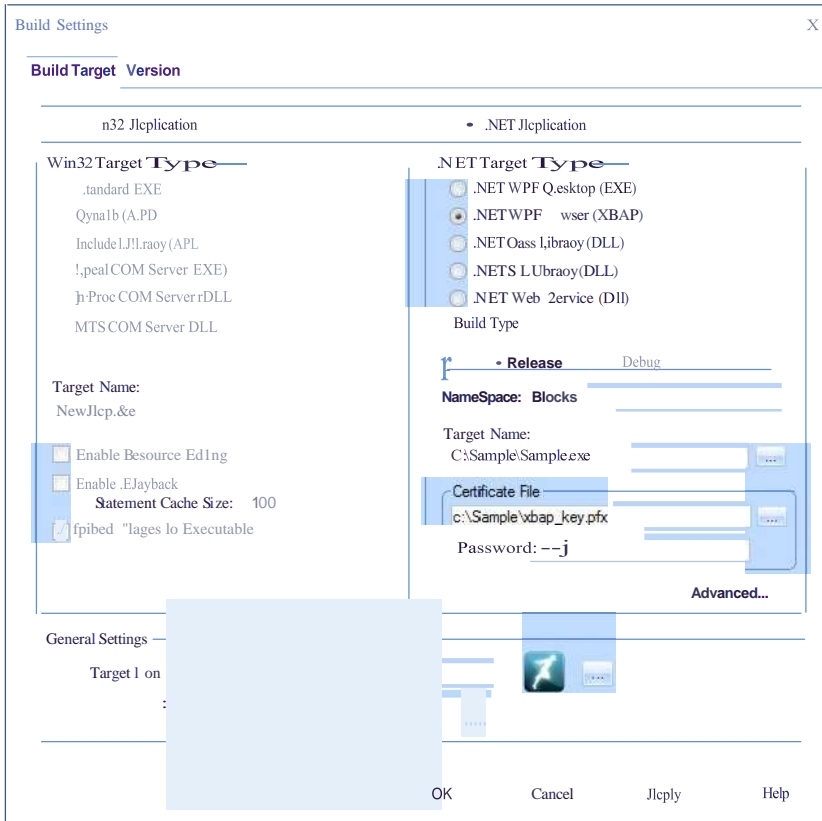 Build Settings X
Build Target Version
n32 Jlcplication
• .NET Jlcplication
Win32 Target Type
.tandard EXE
Qyna1b (A.PD
Include l.J!l.raoy (APL
!,peal COM Server EXE)
]n·Proc COM Server rDLL
MTS COM Server DLL
Target Name:
NewJlcp.&e
Enable Besource Ed1ng
Enable .EJayback
Statement Cache Size: 100
fpibed "lages lo Executable
.NET Target Type
.NET WPF Q.esktop (EXE)
.NET WPF wser (XBAP)
.NET Oass l,ibraoy (DLL)
.NET S L UBraoy (DLL)
.NET Web 2ervice (Dll)
Build Type
r • Release Debug
NameSpace: Blocks
Target Name:
C:\Sample\Sample.exe ...
Certificate File
c:\Sample\xbap_key.pfx ...
Password: --j
Advanced...
General Settings
Target l on ...
:
.....
OK Cancel Jlcply Help